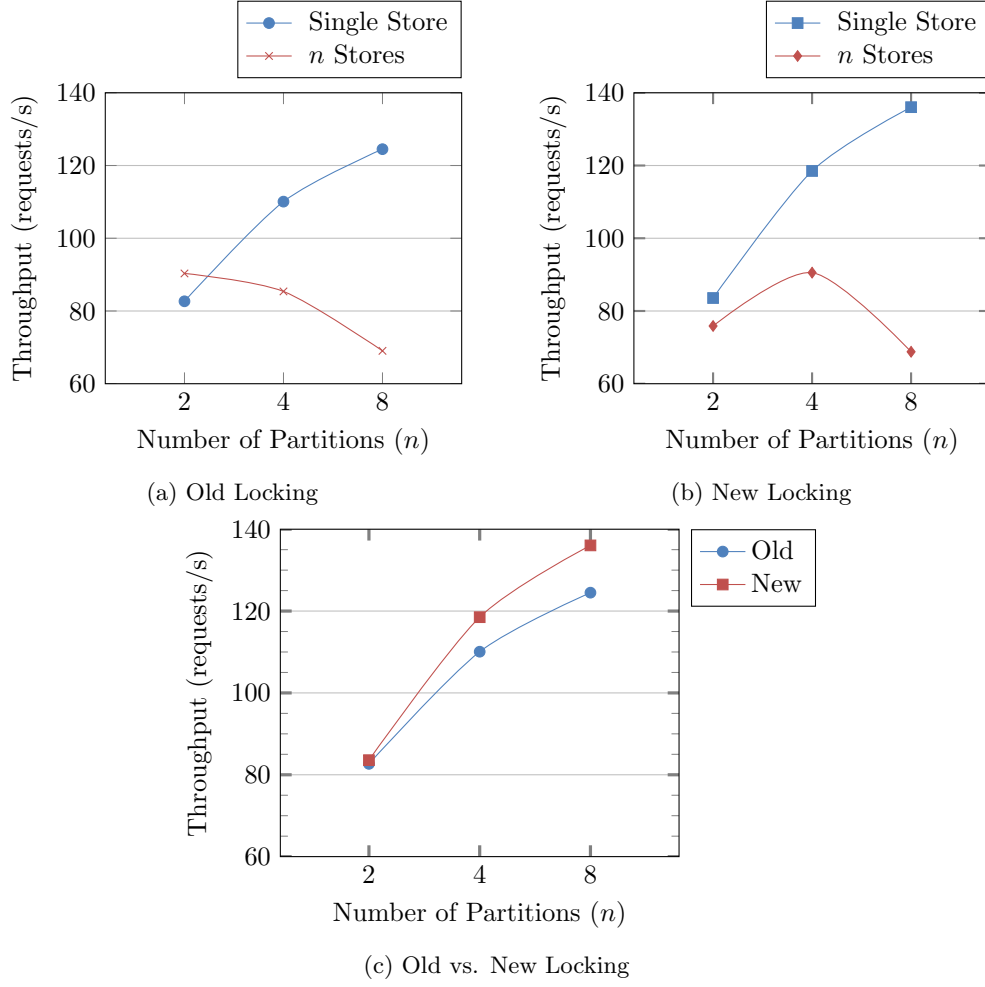 Single Store
n Stores
140
120
100
80
60
Throughput (requests/s)
2 4 8
Number of Partitions (n)
(a) Old Locking
Single Store
n Stores
140
120
100
80
60
Throughput (requests/s)
2 4 8
Number of Partitions (n)
(b) New Locking
Old
New
140
120
100
80
60
Throughput (requests/s)
2 4 8
Number of Partitions (n)
(c) Old vs. New Locking